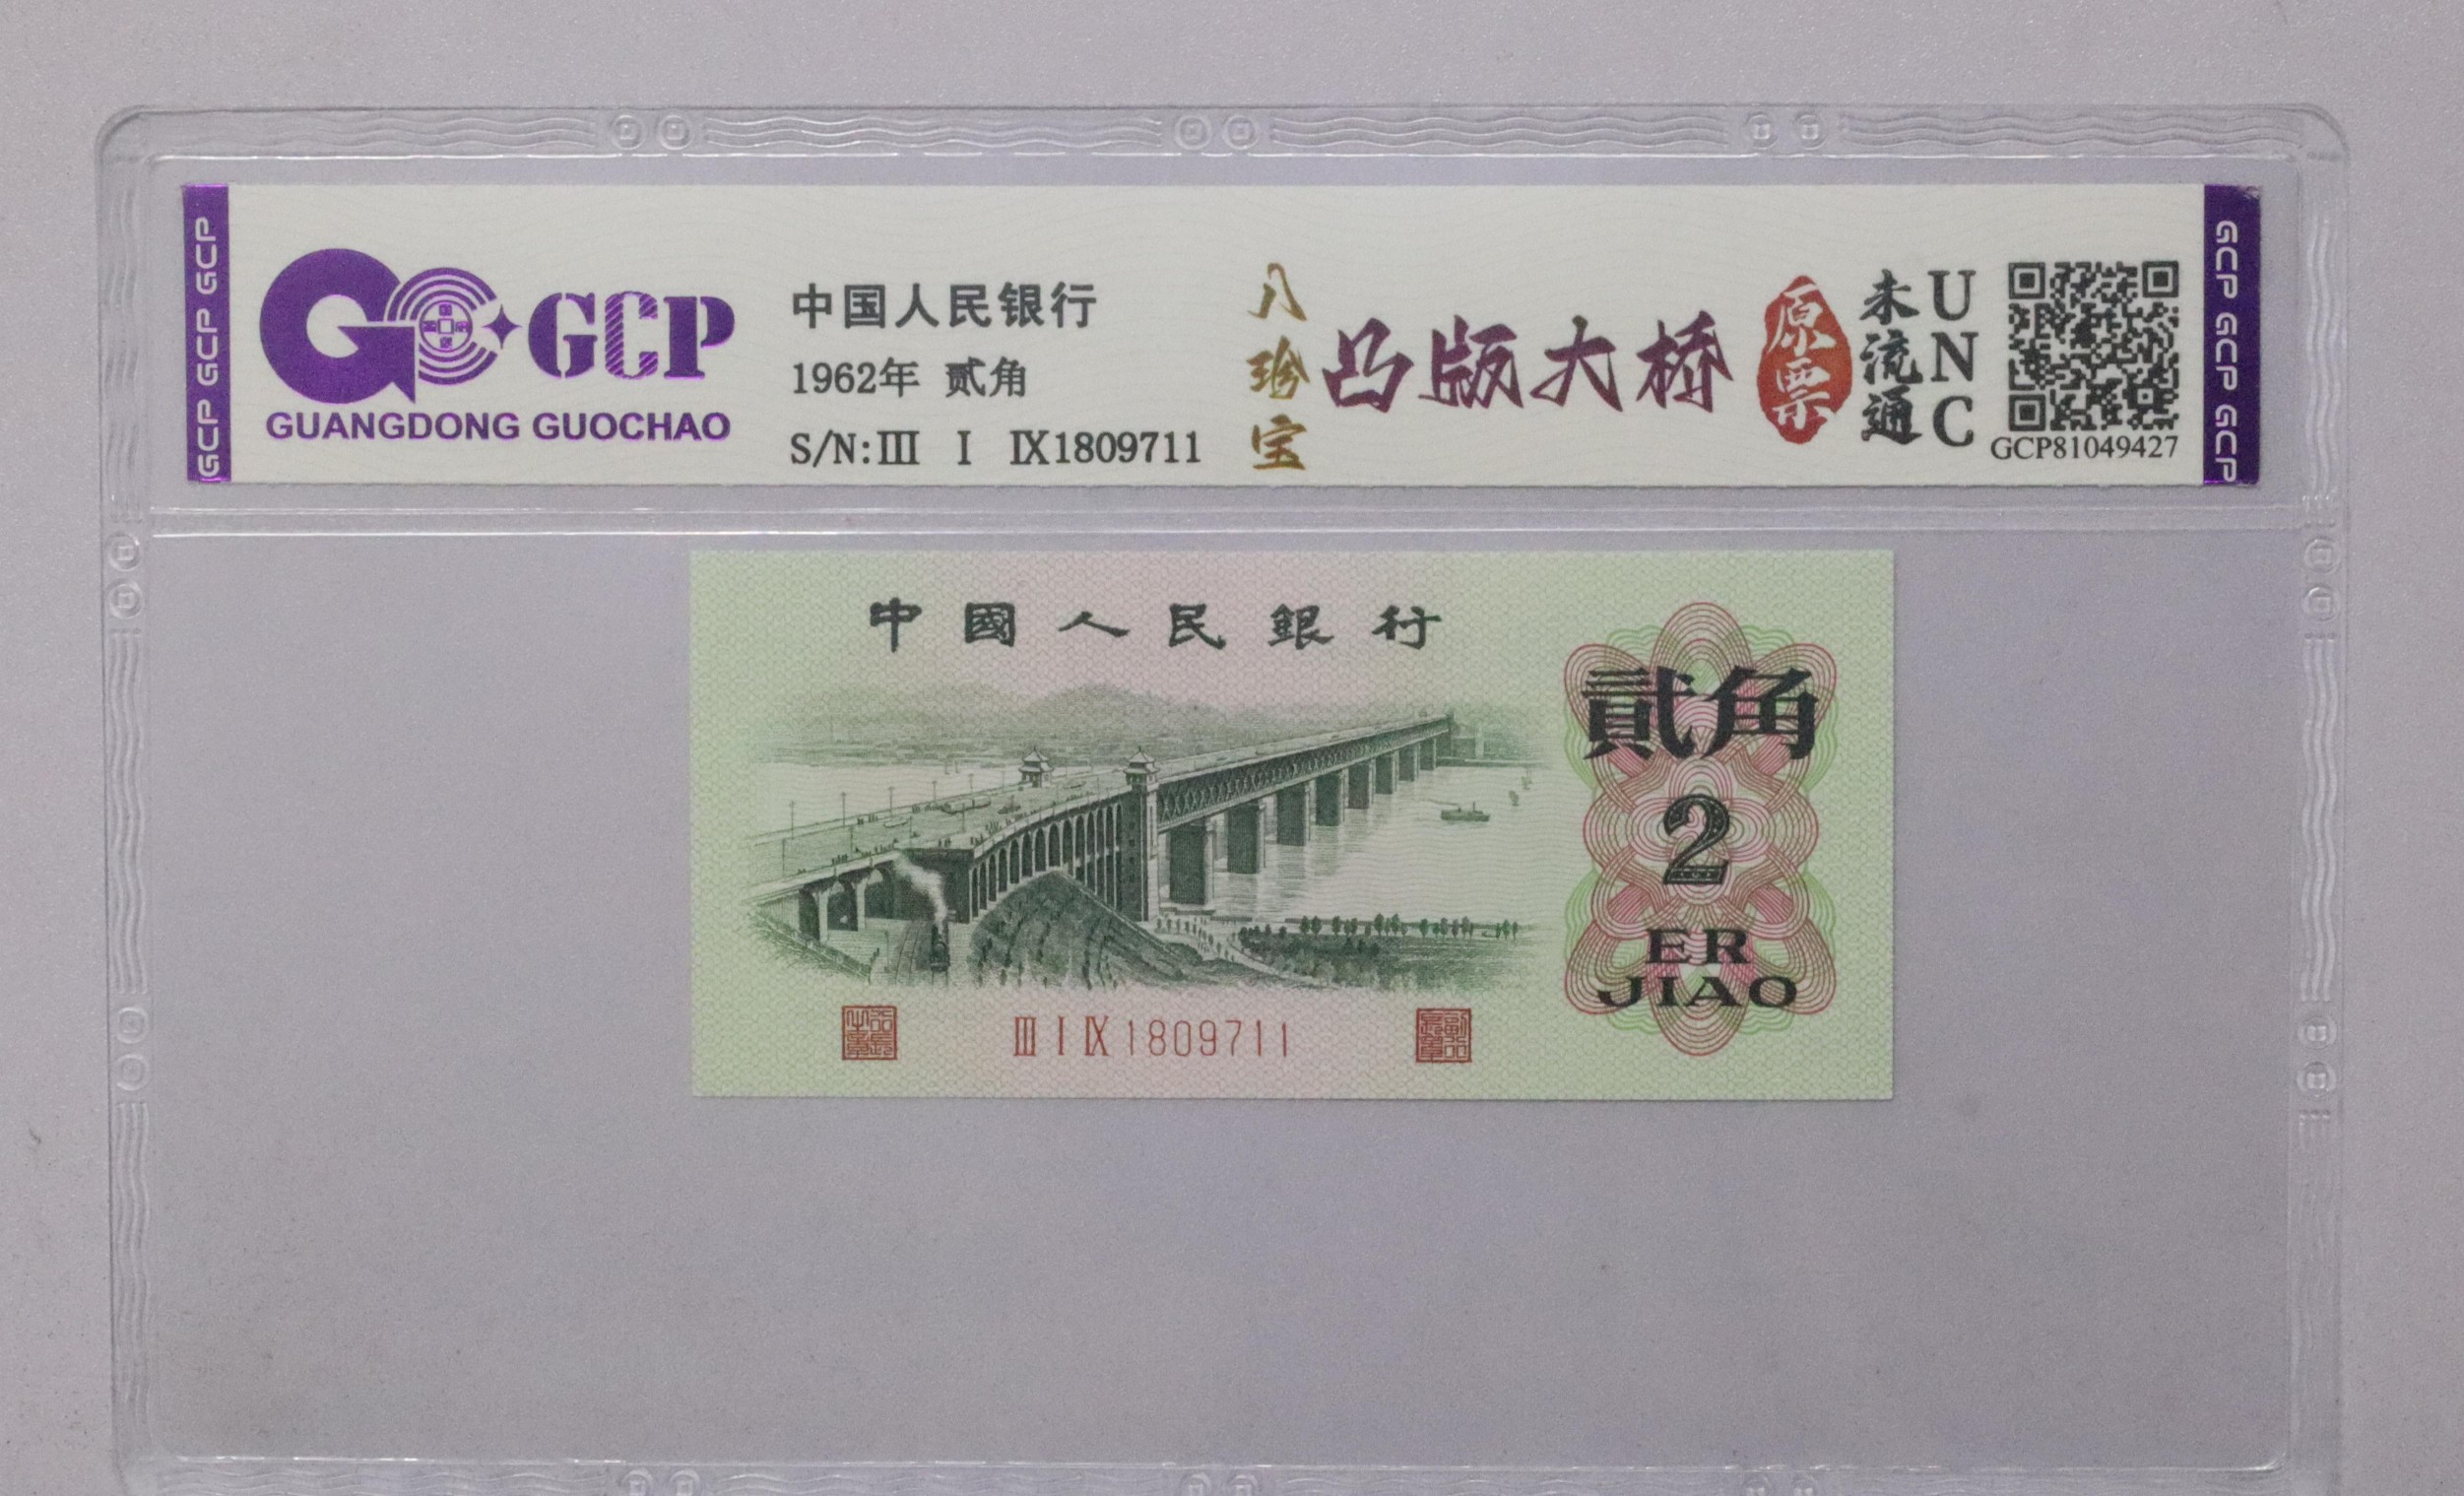 GCP GCP GCP
GCP
GUANGDONG GUOCHAO
中国人民银行
1962年 贰角
S/N:Ⅲ Ⅰ Ⅸ1809711
八珍宝
凸版大桥
原票
未流通
UNC
GCP81049427
GCP GCP GCP
中國人民銀行
貳角
2
ER
JIAO
Ⅲ Ⅰ Ⅸ 1809711